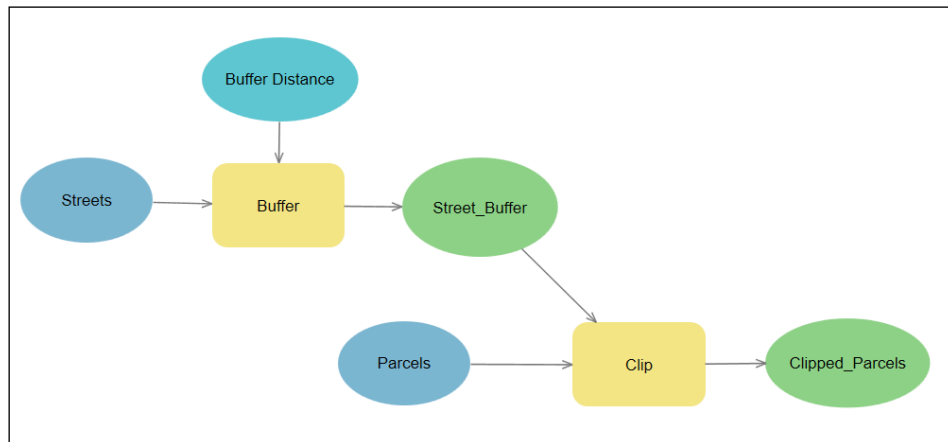 Buffer Distance
Streets
Buffer
Street_Buffer
Parcels
Clip
Clipped_Parcels